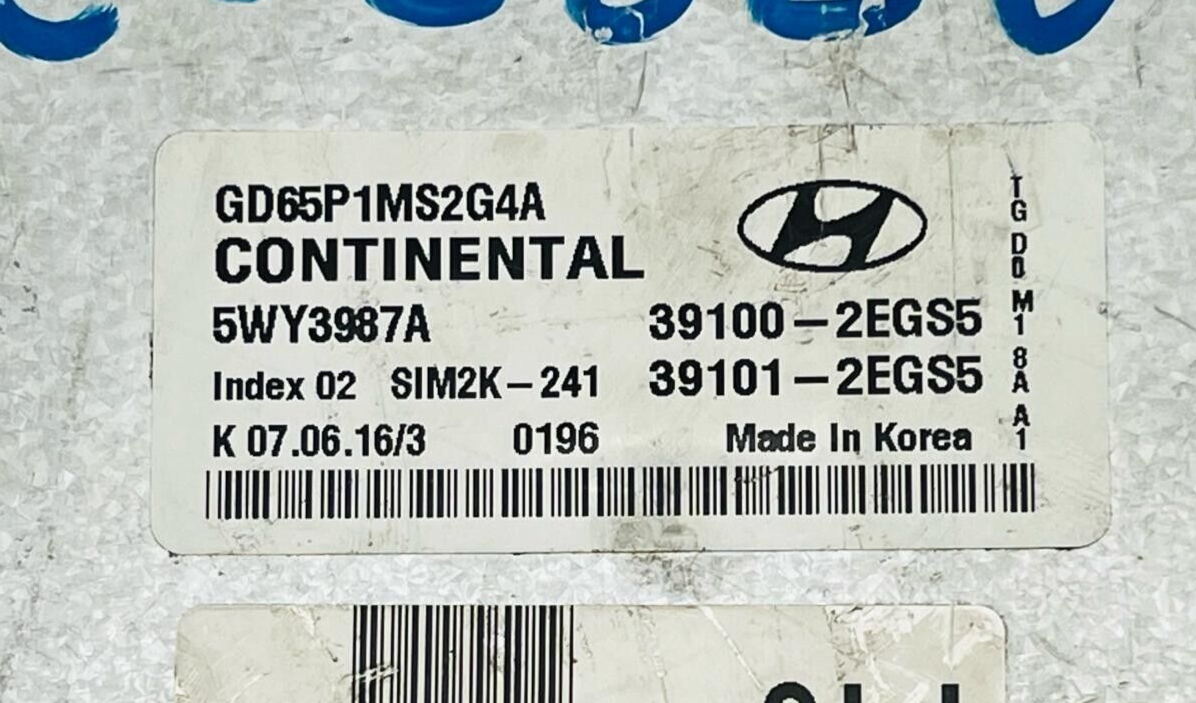 GD65P1MS2G4A
CONTINENTAL
5WY3987A 39100-2EGS5
Index 02 SIM2K-241 39101-2EGS5
K 07.06.16/3 0196 Made In Korea
TGD0M18AA1